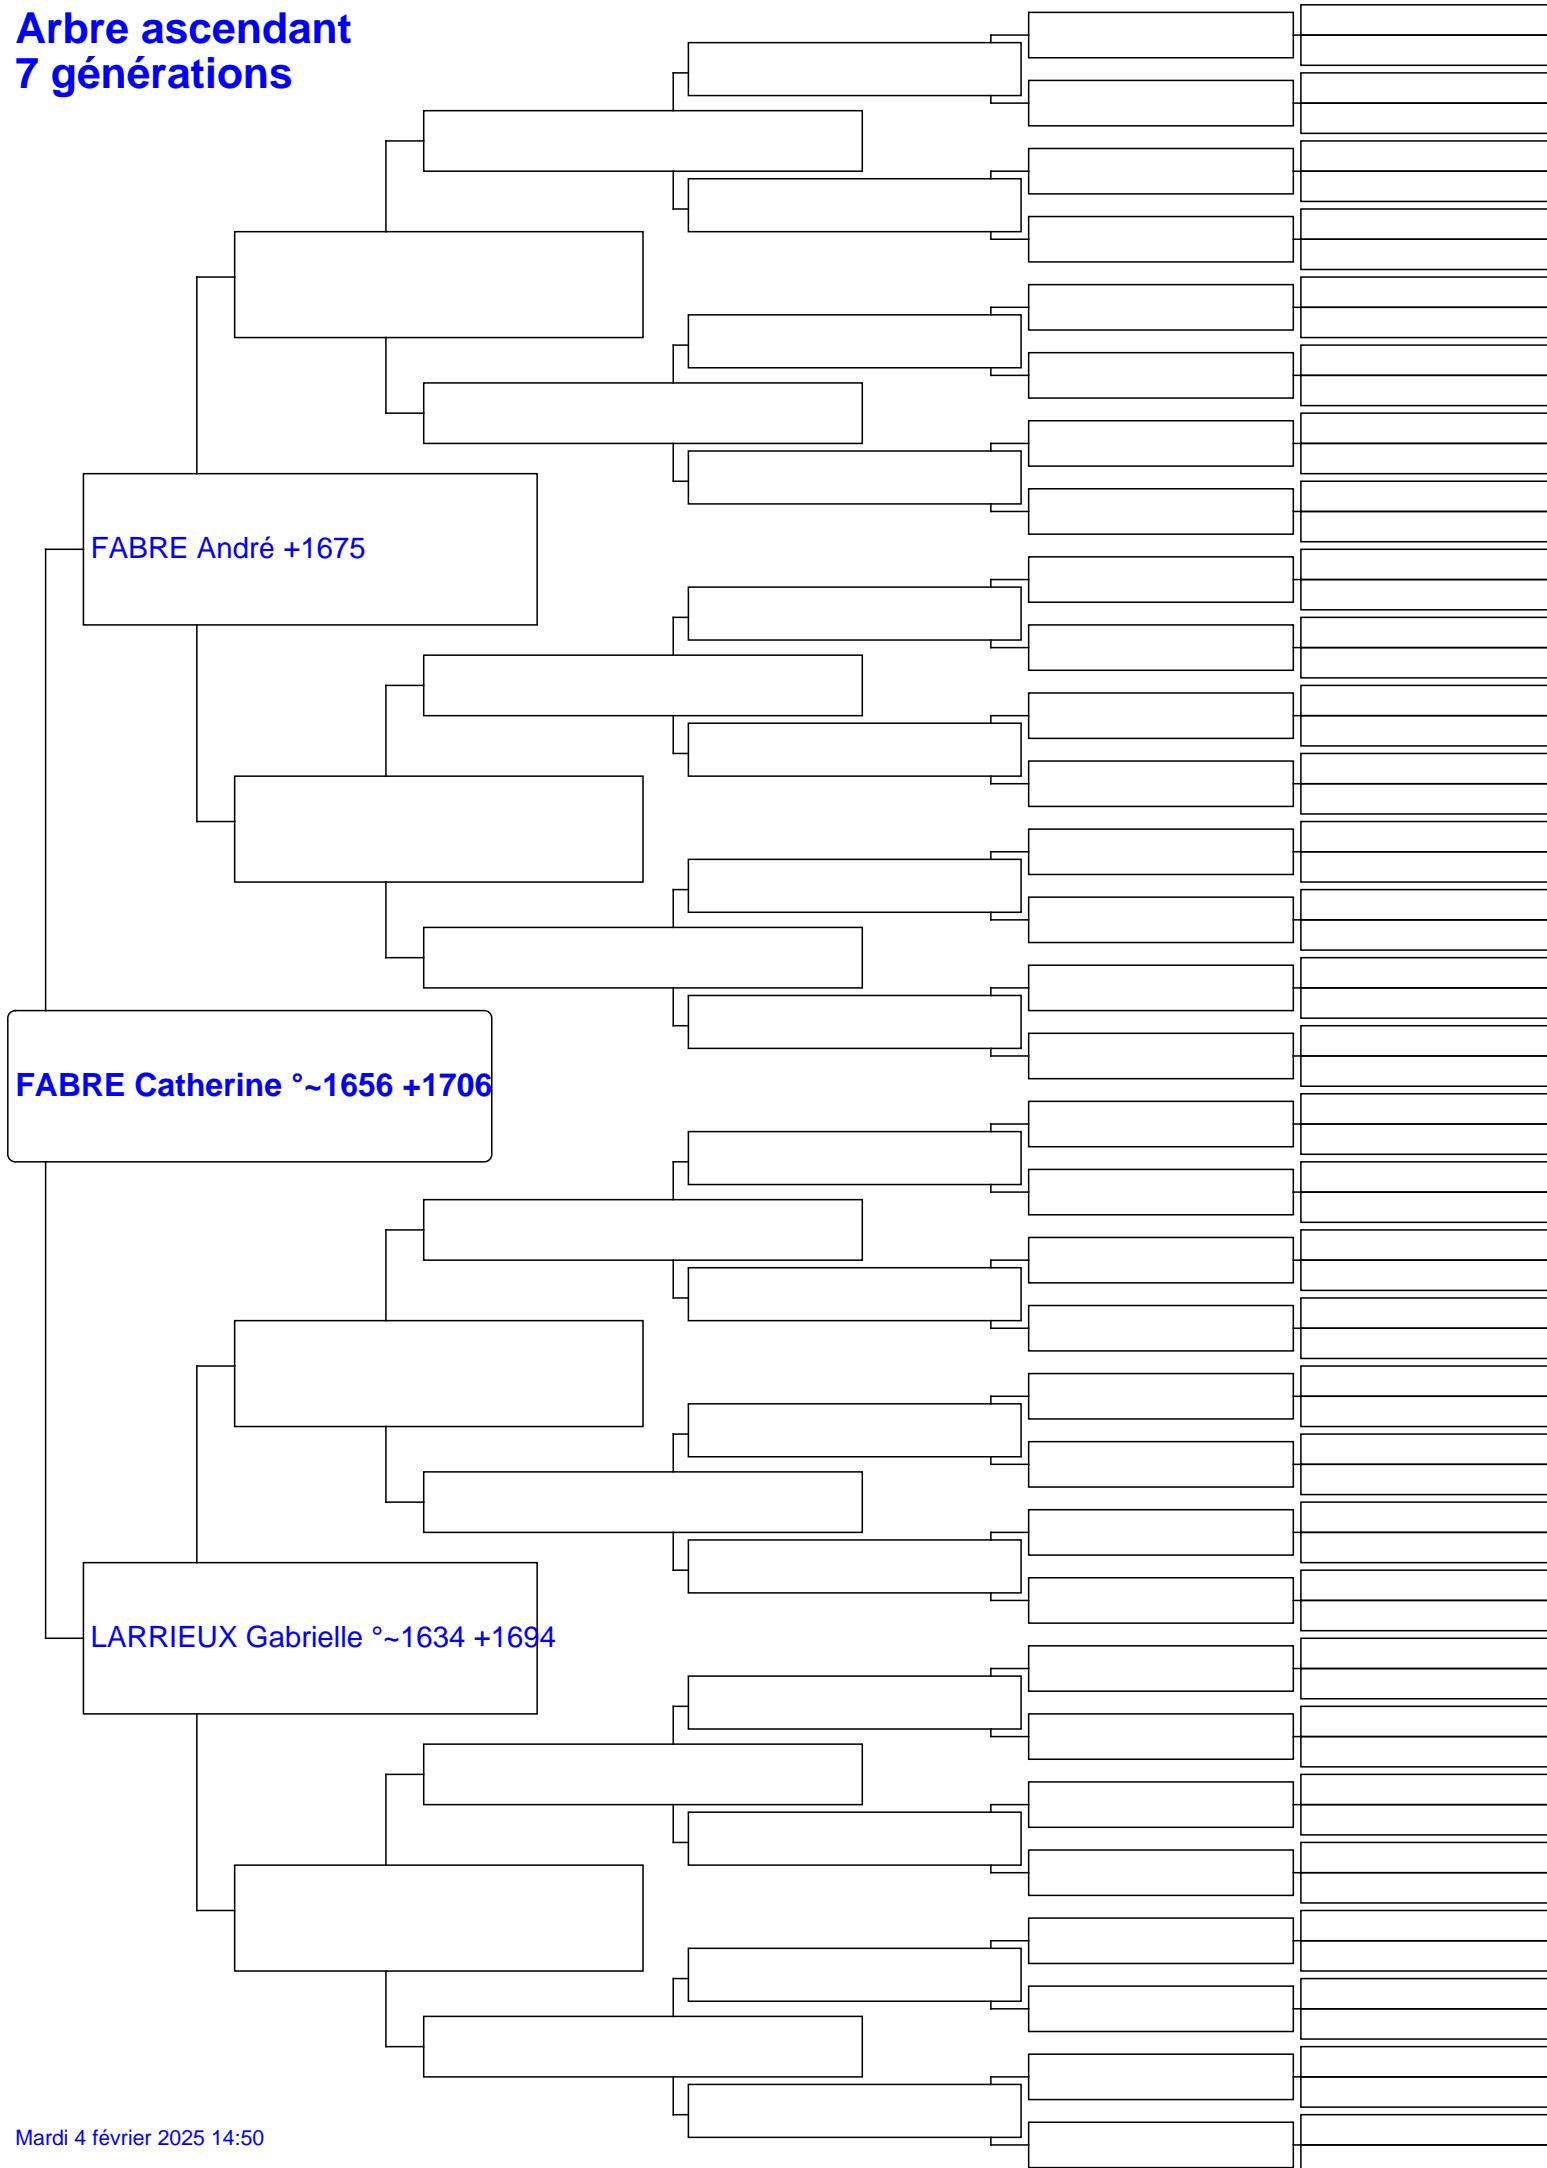 Arbre ascendant
7 générations
FABRE André +1675
FABRE Catherine °~1656 +1706
LARRIEUX Gabrielle °~1634 +1694
Mardi 4 février 2025 14:50